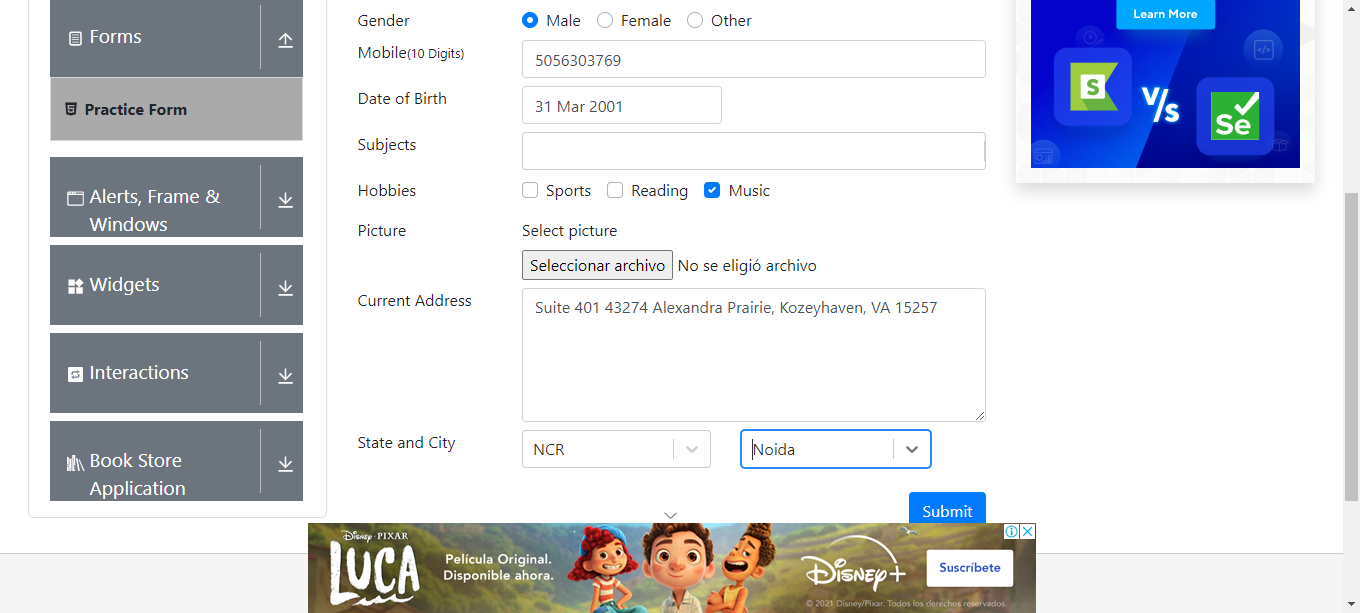 Forms
Practice Form
Alerts, Frame &
Windows
Widgets
Interactions
Book Store
Application
Gender
Male
Female
Other
Mobile(10 Digits)
5056303769
Date of Birth
31 Mar 2001
Subjects
Hobbies
Sports
Reading
Music
Picture
Select picture
Seleccionar archivo
No se eligió archivo
Current Address
Suite 401 43274 Alexandra Prairie, Kozeyhaven, VA 15257
State and City
NCR
Noida
Submit
Learn More
S
V/s
Se
Disney · PIXAR
LUCA
Película Original.
Disponible ahora.
Disney+
Suscríbete
© 2021 Disney/Pixar. Todos los derechos reservados.